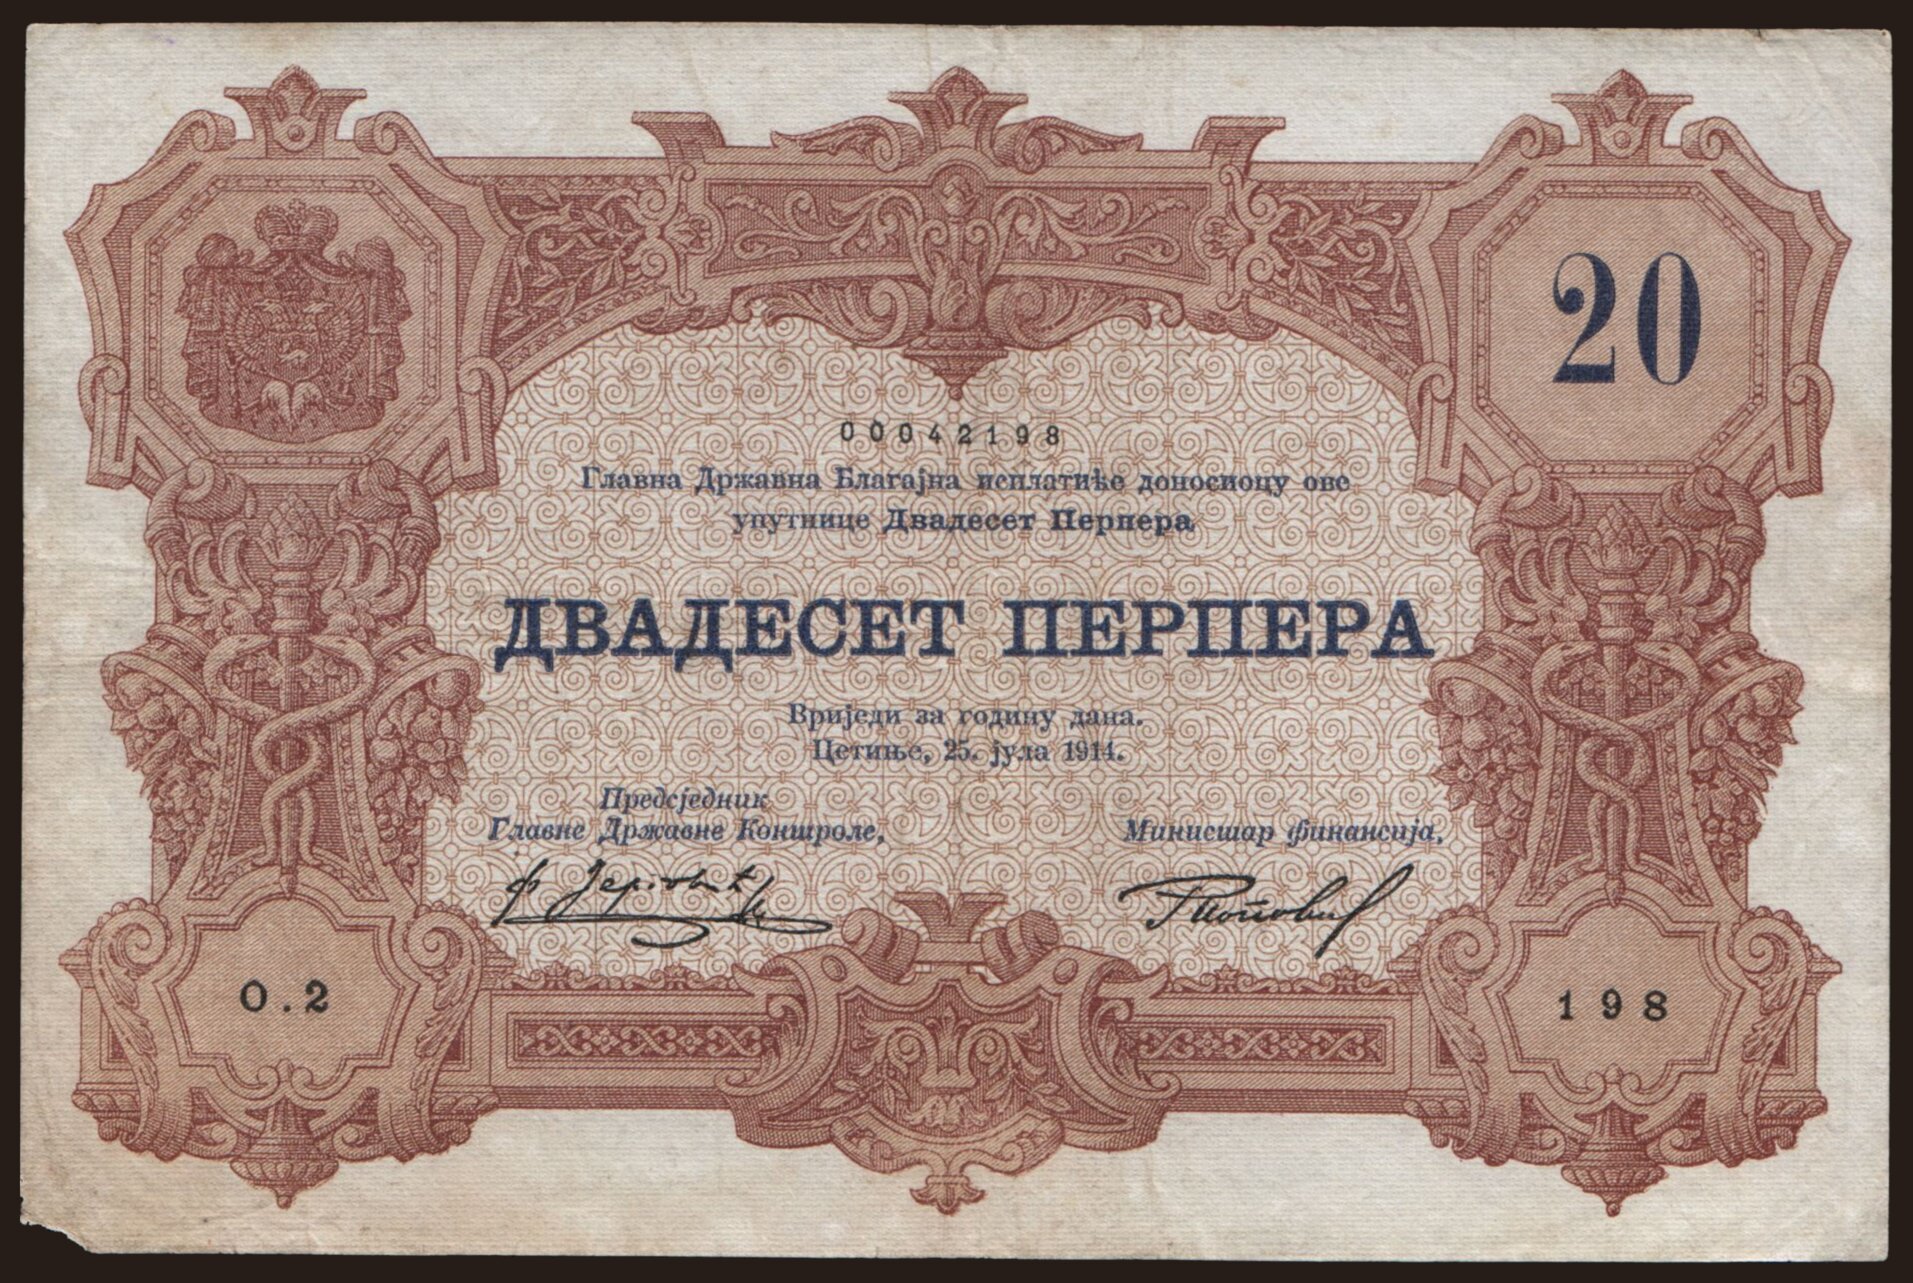 20
00042198
Главна Државна Благајна исплатиће доносиоцу ове
упутнице Двадесет Перпера
ДВАДЕСЕТ ПЕРПЕРА
Вриједи за годину дана.
Цетиње, 25. јула 1914.
Предсједник
Главне Државне Контроле,
Министар финансија,
О.2
198